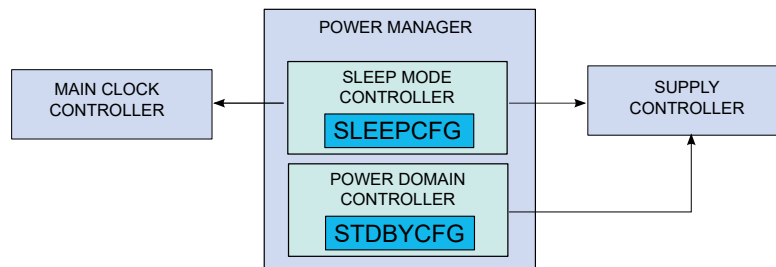 POWER MANAGER
MAIN CLOCK
CONTROLLER
SLEEP MODE
CONTROLLER
SLEEPCFG
SUPPLY
CONTROLLER
POWER DOMAIN
CONTROLLER
STDBYCFG